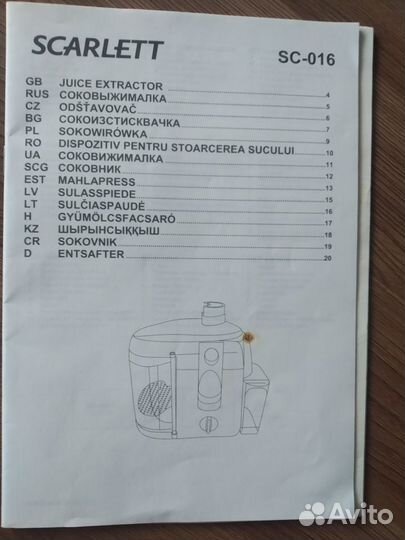 SCARLETT
SC-016
GB JUICE EXTRACTOR 4
RUS СОКОВЫЖИМАЛКА 5
CZ ODŠŤAVOVAČ 6
BG СОКОИЗСТИСКВАЧКА 7
PL SOKOWIRÓWKA 9
RO DISPOZITIV PENTRU STOARCEREA SUCULUI 10
UA СОКОВИЖИМАЛКА 11
SCG СОКОВНИК 12
EST MAHLAPRESS 13
LV SULASSPIEDE 15
LT SULČIASPAUDĖ 16
H GYÜMÖLCSFACSARÓ 17
KZ ШЫРЫНСЫҚҚЫШ 18
CR SOKOVNIK 19
D ENTSAFTER 20
Avito